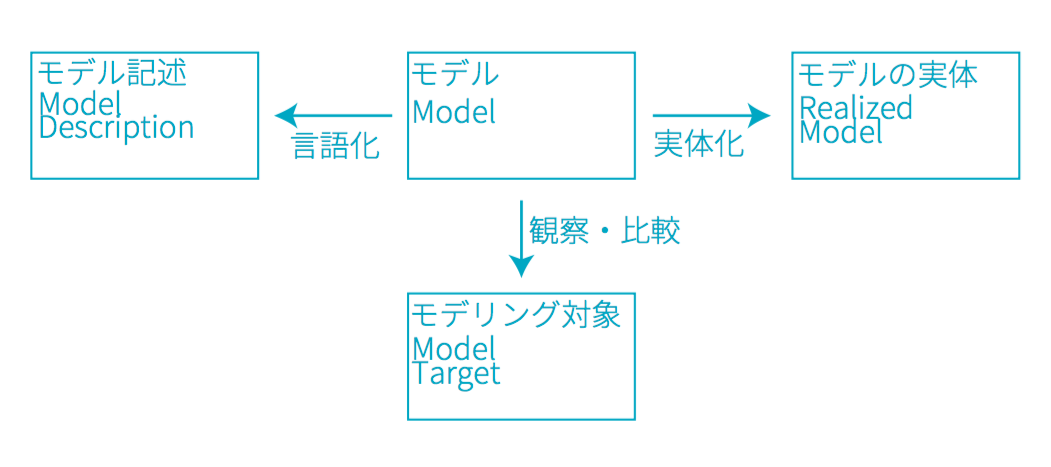 モデル記述
Model
Description
言語化
モデル
Model
実体化
モデルの実体
Realized
Model
観察・比較
モデリング対象
Model
Target